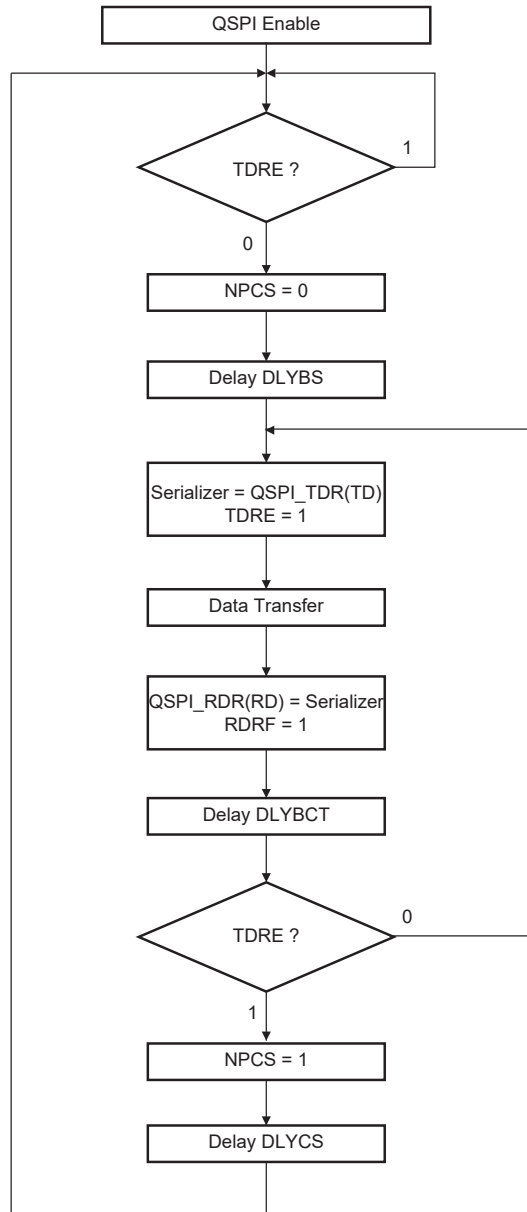 QSPI Enable
TDRE ?
1
0
NPCS = 0
Delay DLYBS
Serializer = QSPI_TDR(TD)
TDRE = 1
Data Transfer
QSPI_RDR(RD) = Serializer
RDRF = 1
Delay DLYBCT
TDRE ?
0
1
NPCS = 1
Delay DLYCS